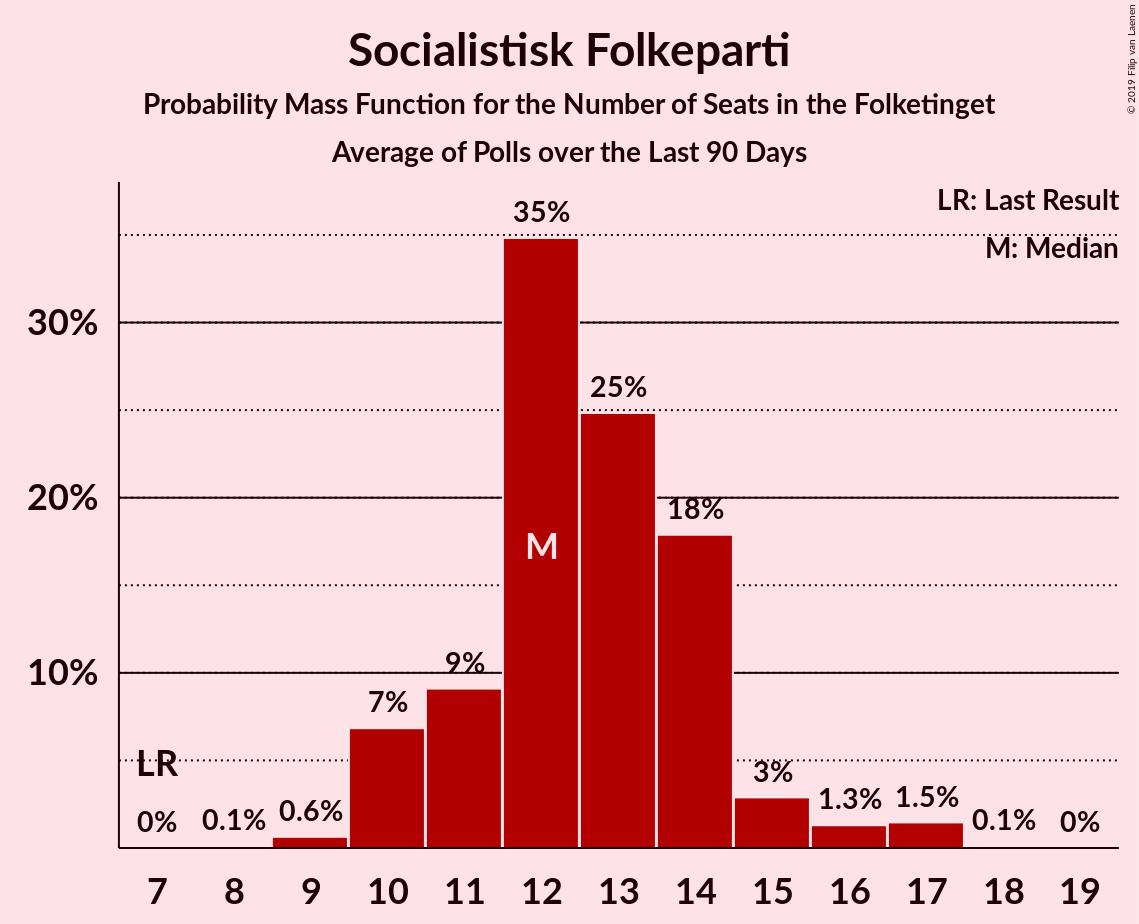 Socialistisk Folkeparti
Probability Mass Function for the Number of Seats in the Folketinget
Average of Polls over the Last 90 Days
© 2019 Filip van Laenen
LR: Last Result
M: Median
35%
30%
25%
20%
18%
M
10%
9%
7%
LR
3%
0%
0.1%
0.6%
1.3%
1.5%
0.1%
0%
7 8 9 10 11 12 13 14 15 16 17 18 19